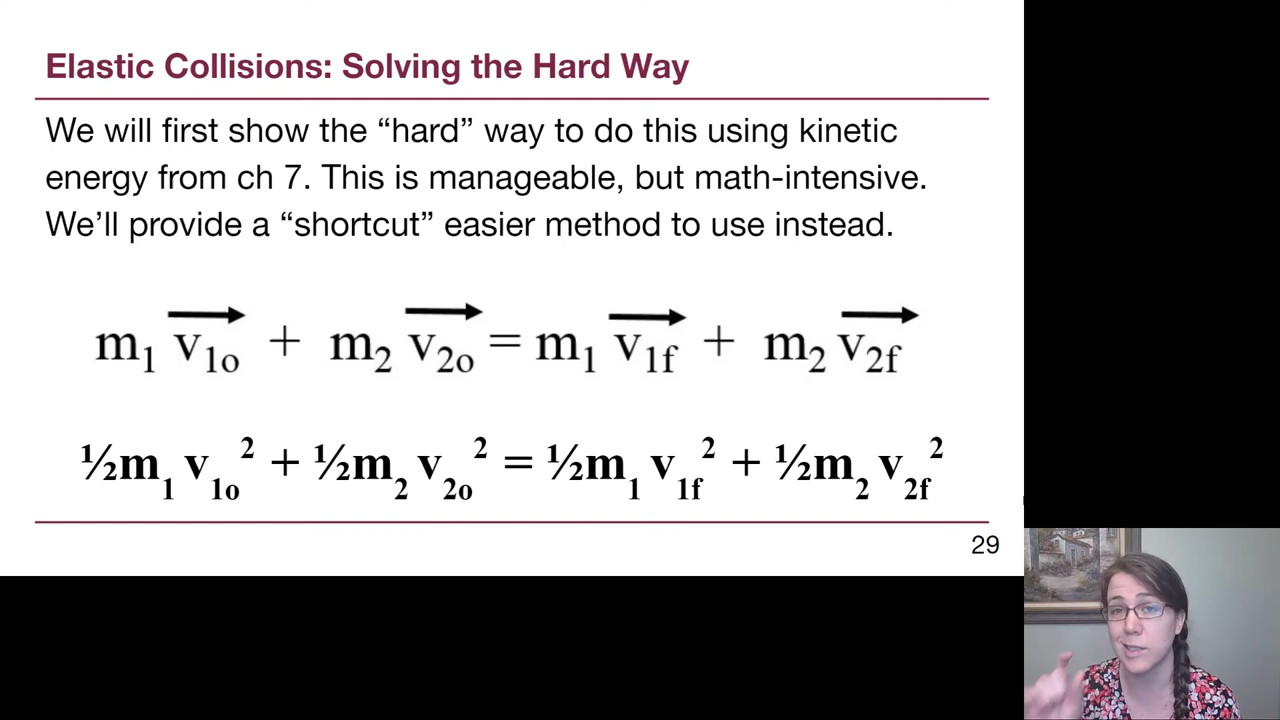 Elastic Collisions: Solving the Hard Way
We will first show the “hard” way to do this using kinetic
energy from ch 7. This is manageable, but math-intensive.
We’ll provide a “shortcut” easier method to use instead.
m₁ v₁ₒ + m₂ v₂ₒ = m₁ v₁f + m₂ v₂f
½m₁ v₁ₒ² + ½m₂ v₂ₒ² = ½m₁ v₁f² + ½m₂ v₂f²
29